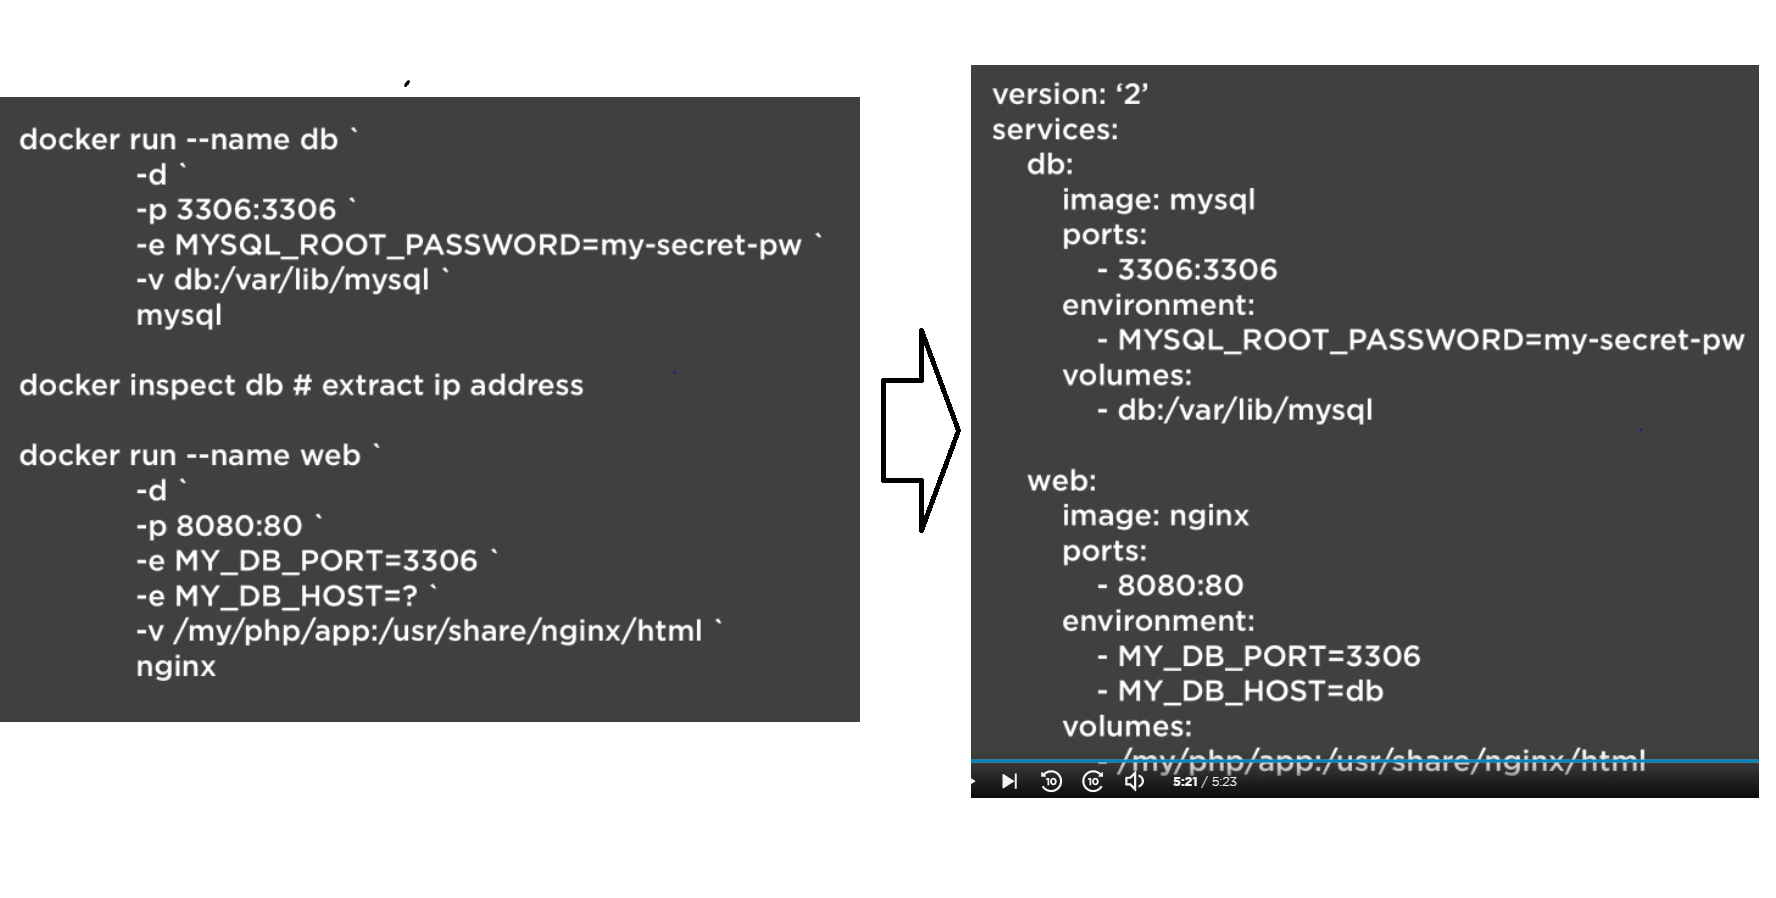 docker run --name db `
-d `
-p 3306:3306 `
-e MYSQL_ROOT_PASSWORD=my-secret-pw `
-v db:/var/lib/mysql `
mysql
docker inspect db # extract ip address
docker run --name web `
-d `
-p 8080:80 `
-e MY_DB_PORT=3306 `
-e MY_DB_HOST=? `
-v /my/php/app:/usr/share/nginx/html `
nginx
version: ‘2’
services:
db:
image: mysql
ports:
- 3306:3306
environment:
- MYSQL_ROOT_PASSWORD=my-secret-pw
volumes:
- db:/var/lib/mysql
web:
image: nginx
ports:
- 8080:80
environment:
- MY_DB_PORT=3306
- MY_DB_HOST=db
volumes:
- /my/php/app:/usr/share/nginx/html
10 10 5:21 / 5:23